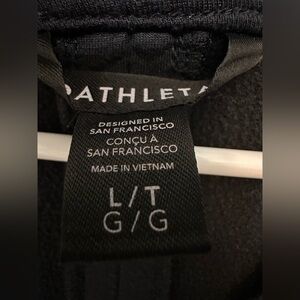 ATHLETA
DESIGNED IN
SAN FRANCISCO
CONÇU À
SAN FRANCISCO
MADE IN VIETNAM
L/T
G/G